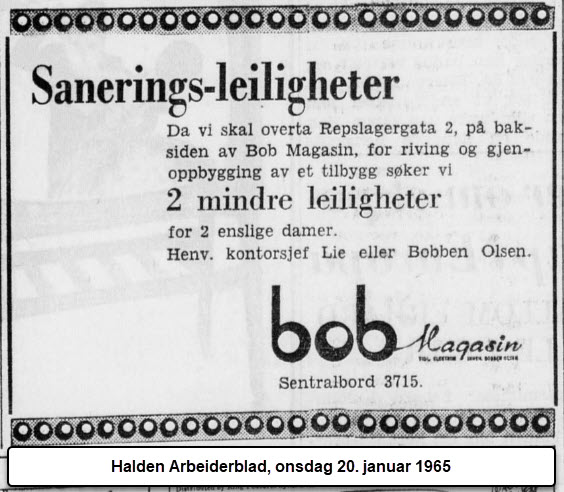 Sanerings-leiligheter
Da vi skal overta Repslagergata 2, på bak-
siden av Bob Magasin, for riving og gjen-
oppbygging av et tilbygg søker vi
2 mindre leiligheter
for 2 enslige damer.
Henv. kontorsjef Lie eller Bobben Olsen.
bob Magasin
Sentralbord 3715.
Halden Arbeiderblad, onsdag 20. januar 1965